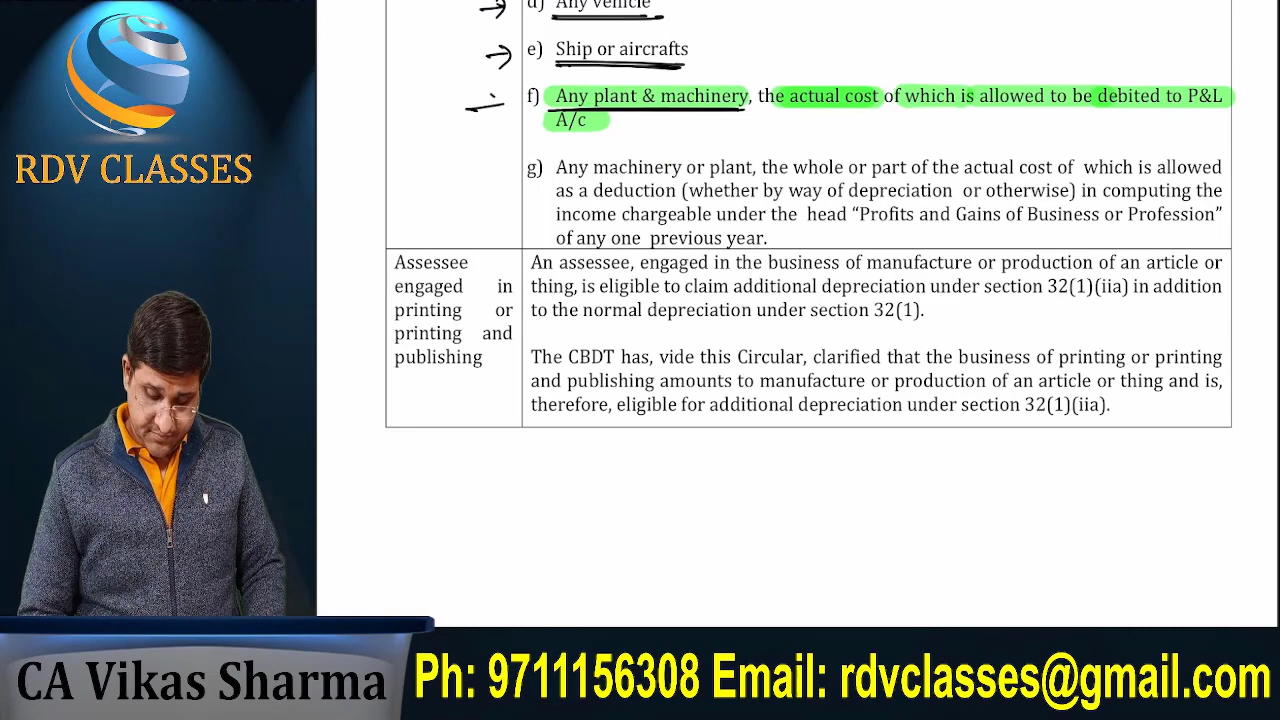 d) Any vehicle
e) Ship or aircrafts
f) Any plant & machinery, the actual cost of which is allowed to be debited to P&L
A/c
g) Any machinery or plant, the whole or part of the actual cost of which is allowed
as a deduction (whether by way of depreciation or otherwise) in computing the
income chargeable under the head “Profits and Gains of Business or Profession”
of any one previous year.
Assessee
engaged in
printing or
printing and
publishing
An assessee, engaged in the business of manufacture or production of an article or
thing, is eligible to claim additional depreciation under section 32(1)(iia) in addition
to the normal depreciation under section 32(1).
The CBDT has, vide this Circular, clarified that the business of printing or printing
and publishing amounts to manufacture or production of an article or thing and is,
therefore, eligible for additional depreciation under section 32(1)(iia).
RDV CLASSES
CA Vikas Sharma
Ph: 9711156308 Email: rdvclasses@gmail.com